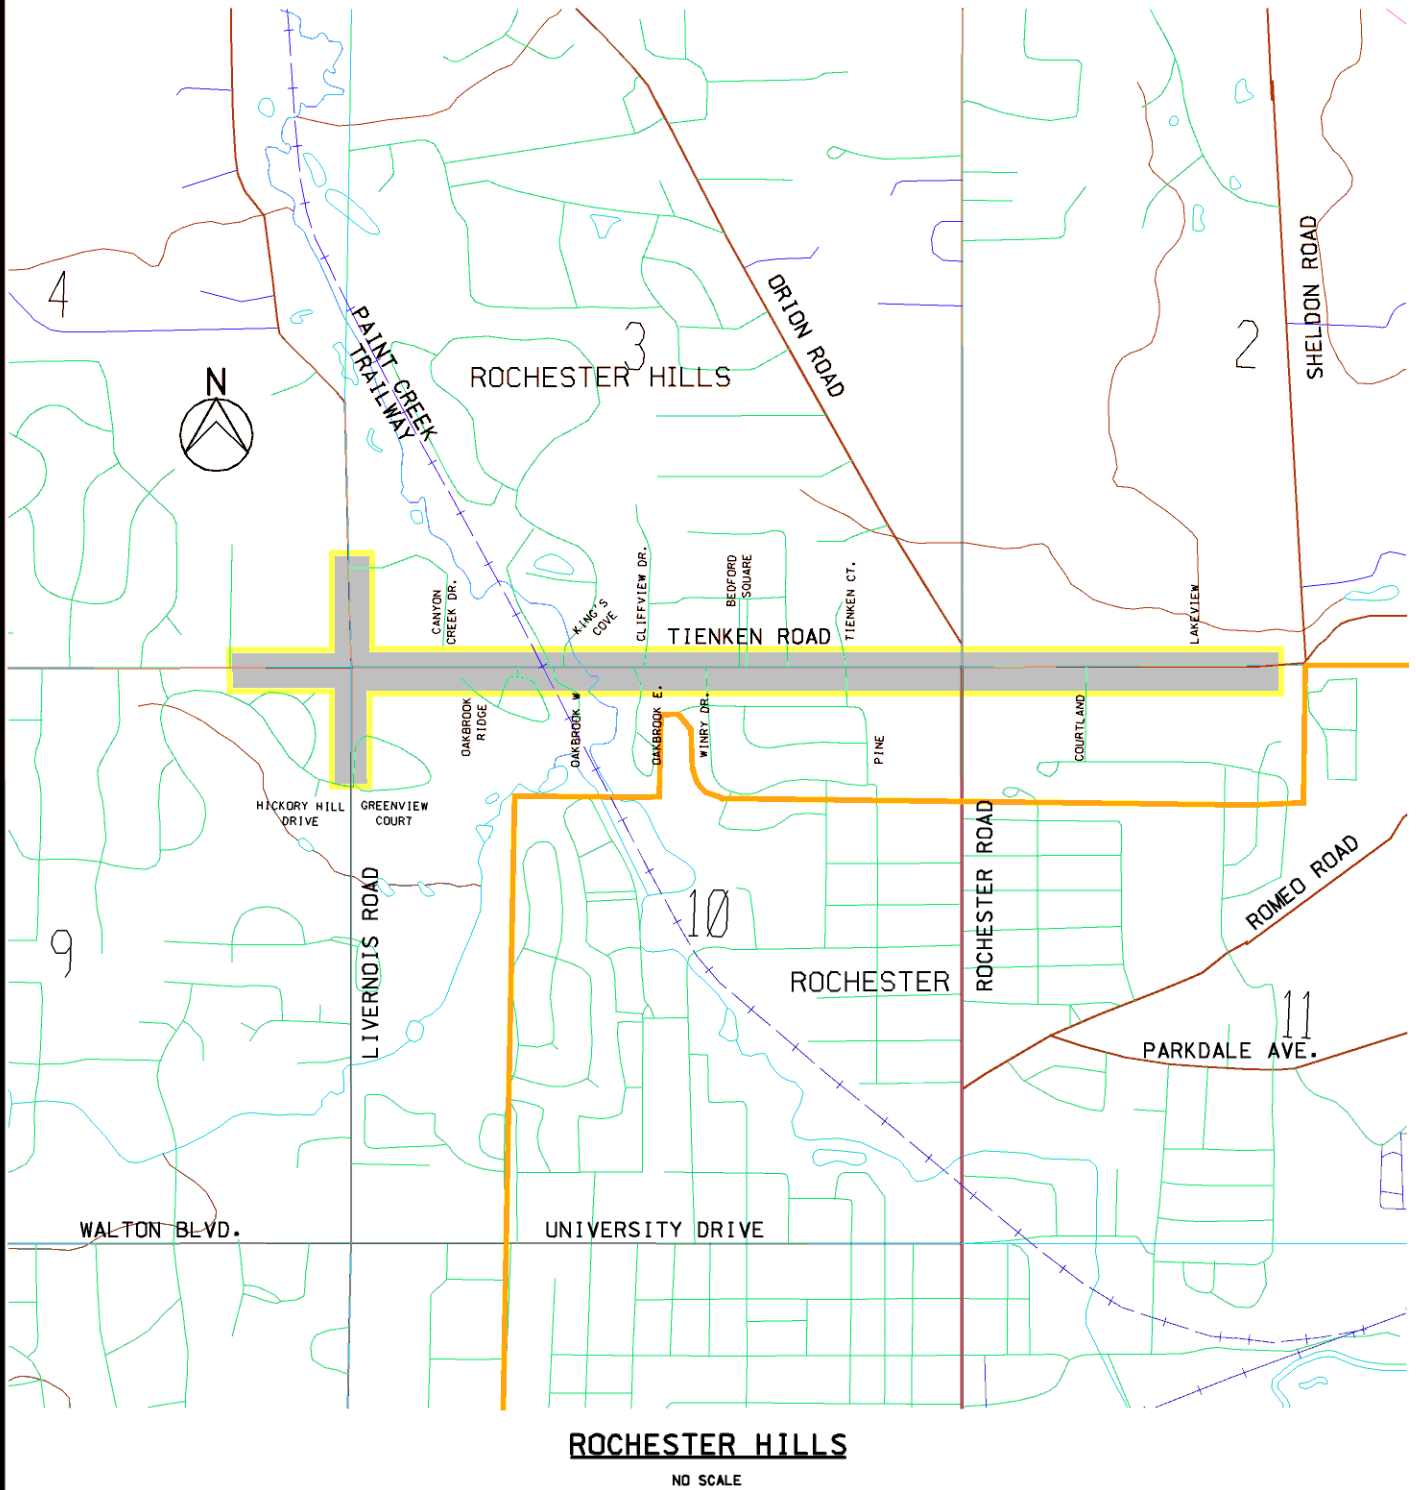 SHELDON ROAD
4
ORION ROAD
PAINT CREEK
TRAILWAY
3
2
ROCHESTER HILLS
N
CANYON
CREEK DR.
KING'S
COVE
CLIFFVIEW DR.
BEDFORD
SQUARE
TIENKEN CT.
LAKEVIEW
TIENKEN ROAD
OAKBROOK
RIDGE
OAKBROOK W.
OAKBROOK E.
WINRY DR.
PINE
COURTLAND
HICKORY HILL
DRIVE
GREENVIEW
COURT
LIVERNOIS ROAD
ROCHESTER ROAD
ROMEO ROAD
9
10
ROCHESTER
11
PARKDALE AVE.
WALTON BLVD.
UNIVERSITY DRIVE
ROCHESTER HILLS
NO SCALE